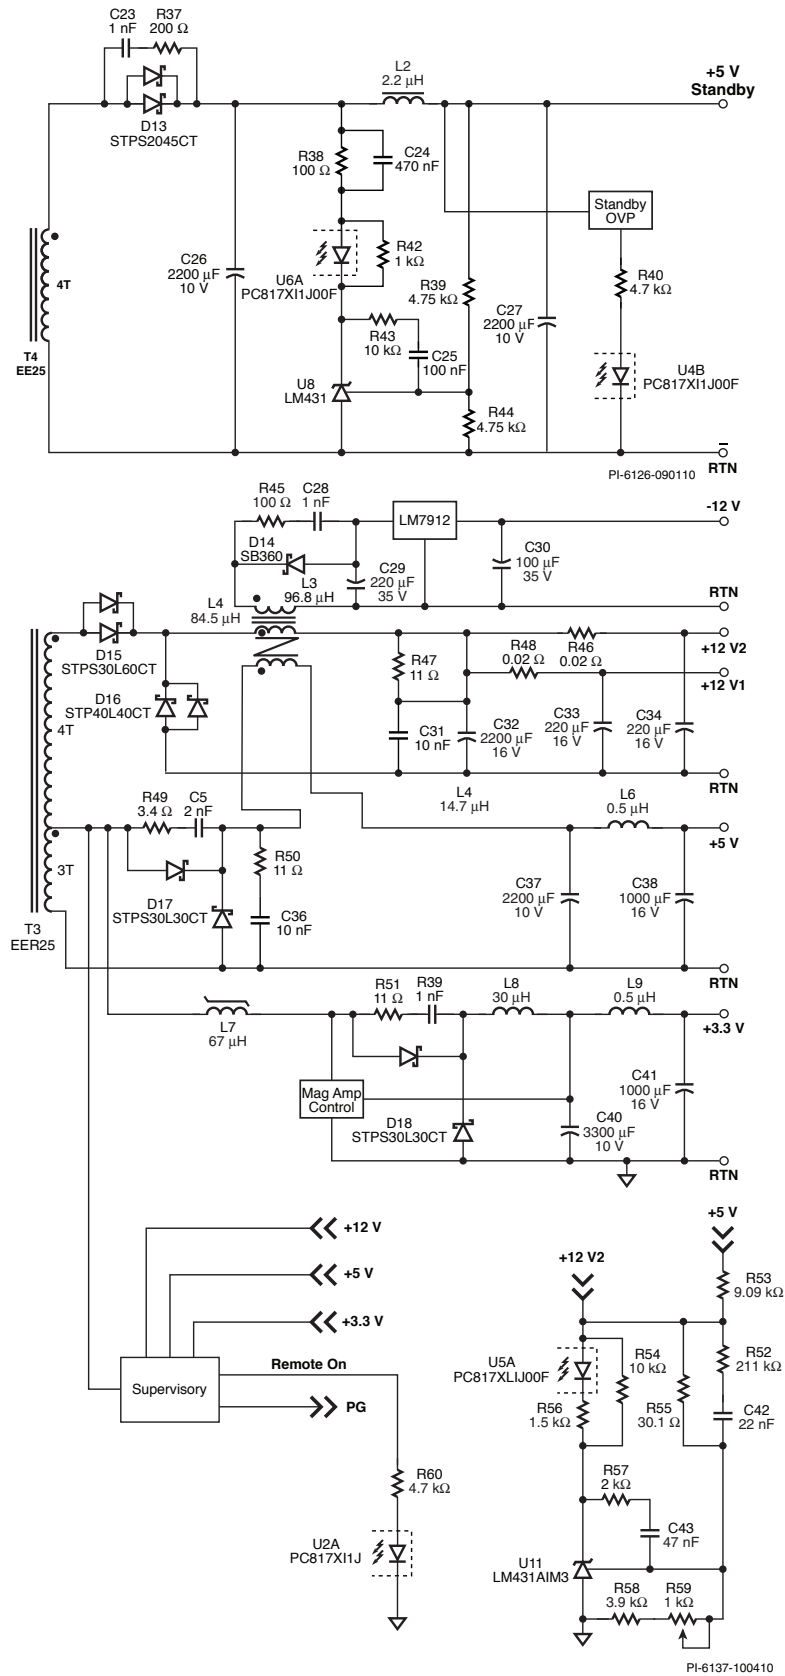 C23
1 nF
R37
200 Ω
D13
STPS2045CT
L2
2.2 μH
+5 V
Standby
R38
100 Ω
C24
470 nF
Standby
OVP
4T
T4
EE25
C26
2200 μF
10 V
U6A
PC817XI1J00F
R42
1 kΩ
R39
4.75 kΩ
C27
2200 μF
10 V
R40
4.7 kΩ
R43
10 kΩ
C25
100 nF
U8
LM431
U4B
PC817XI1J00F
R44
4.75 kΩ
RTN
PI-6126-090110
R45
100 Ω
C28
1 nF
LM7912
-12 V
D14
SB360
C29
220 μF
35 V
C30
100 μF
35 V
L3
96.8 μH
L4
84.5 μH
RTN
D15
STPS30L60CT
R47
11 Ω
R48
0.02 Ω
R46
0.02 Ω
+12 V2
+12 V1
D16
STP40L40CT
4T
C31
10 nF
C32
2200 μF
16 V
C33
220 μF
16 V
C34
220 μF
16 V
RTN
L4
14.7 μH
R49
3.4 Ω
C5
2 nF
L6
0.5 μH
+5 V
3T
R50
11 Ω
D17
STPS30L30CT
C36
10 nF
C37
2200 μF
10 V
C38
1000 μF
16 V
T3
EER25
RTN
L7
67 μH
R51
11 Ω
R39
1 nF
L8
30 μH
L9
0.5 μH
+3.3 V
Mag Amp
Control
D18
STPS30L30CT
C40
3300 μF
10 V
C41
1000 μF
16 V
RTN
+12 V
+5 V
+3.3 V
Supervisory
Remote On
PG
R60
4.7 kΩ
U2A
PC817XI1J
+12 V2
+5 V
R53
9.09 kΩ
U5A
PC817XLIJ00F
R54
10 kΩ
R52
211 kΩ
R56
1.5 kΩ
R55
30.1 Ω
C42
22 nF
R57
2 kΩ
C43
47 nF
U11
LM431AIM3
R58
3.9 kΩ
R59
1 kΩ
PI-6137-100410